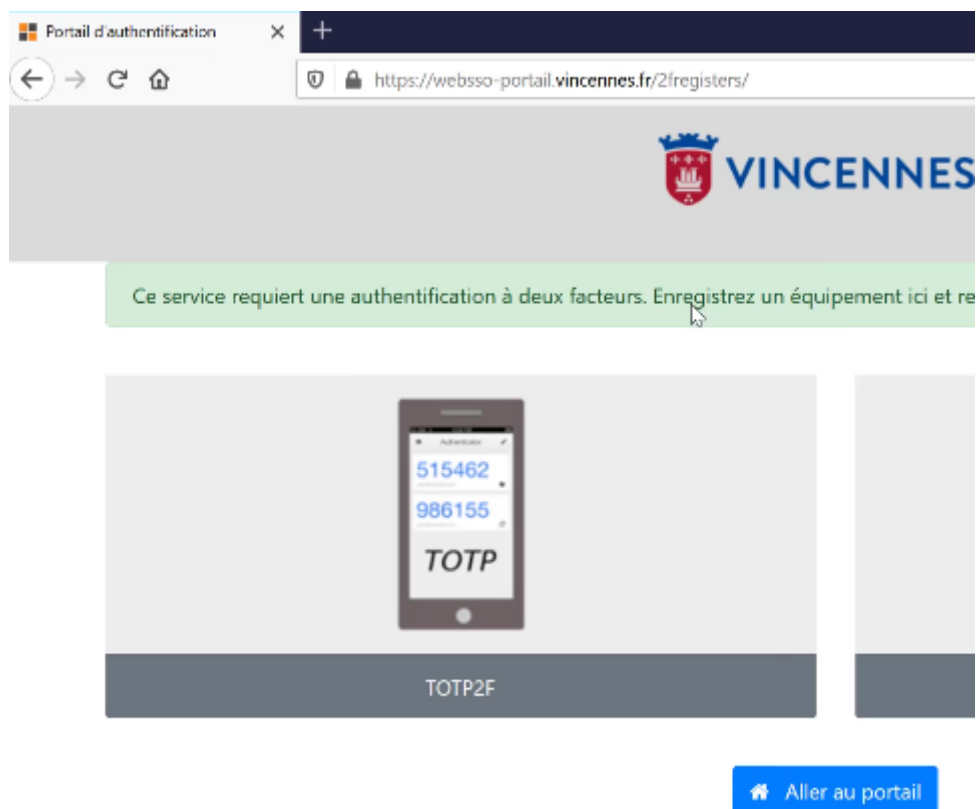 Portail d'authentification
https://websso-portail.vincennes.fr/2fregisters/
VINCENNES
Ce service requiert une authentification à deux facteurs. Enregistrez un équipement ici et re
Authenticator
515462
986155
TOTP
TOTP2F
Aller au portail